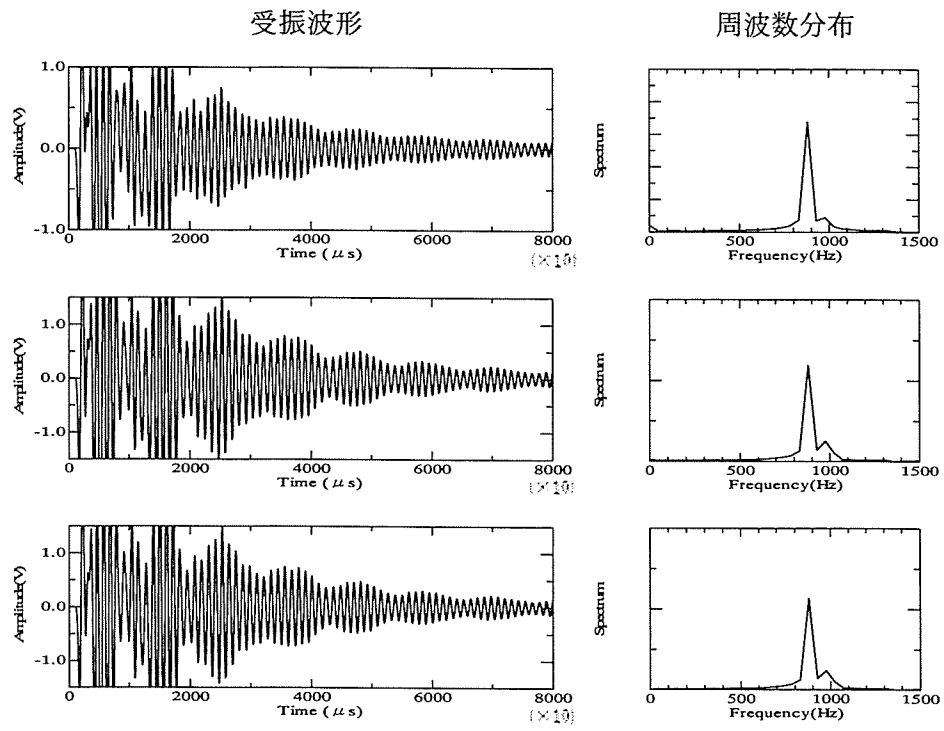 受振波形
周波数分布
1.0
0.0
-1.0
Amplitude(V)
0 2000 4000 6000 8000
Time (μs)
(×10)
Spectrum
0 500 1000 1500
Frequency(Hz)
1.0
0.0
-1.0
Amplitude(V)
0 2000 4000 6000 8000
Time (μs)
(×10)
Spectrum
0 500 1000 1500
Frequency(Hz)
1.0
0.0
-1.0
Amplitude(V)
0 2000 4000 6000 8000
Time (μs)
(×10)
Spectrum
0 500 1000 1500
Frequency(Hz)